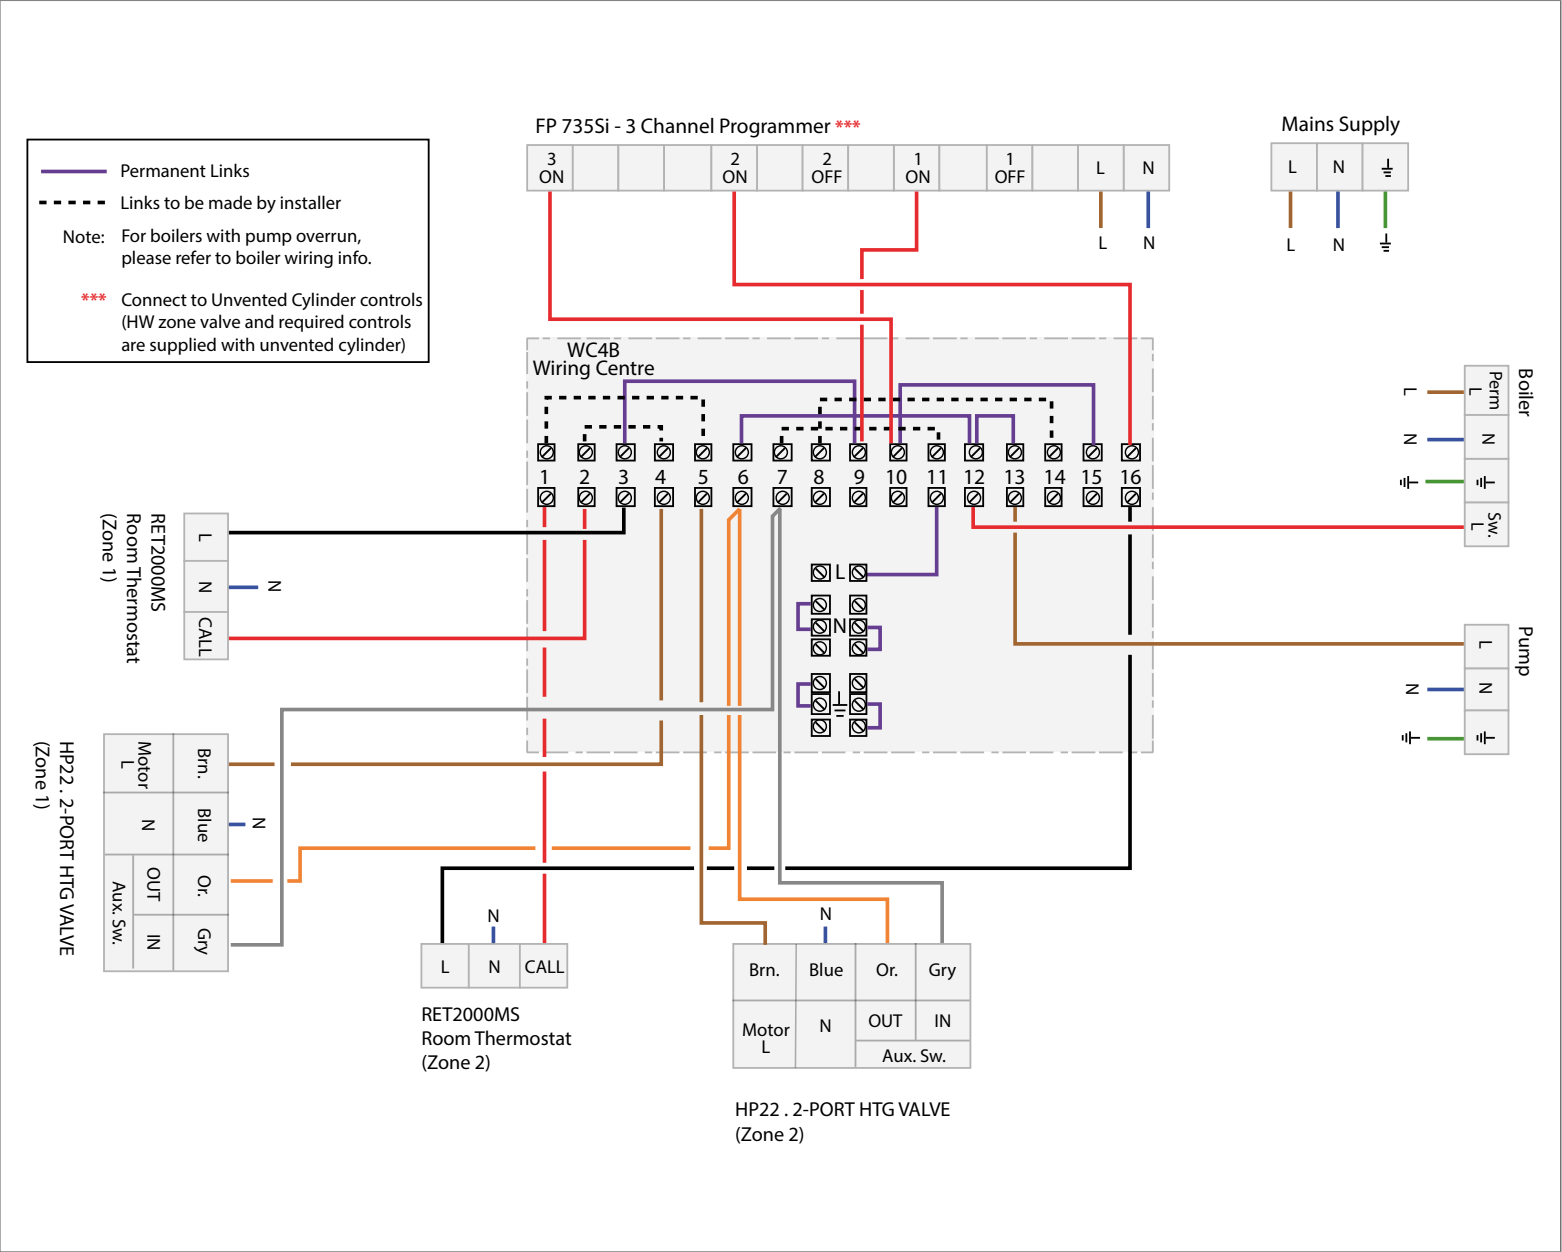 FP 735Si - 3 Channel Programmer ***
3 ON
2 ON
2 OFF
1 ON
1 OFF
L
N
L
N
Mains Supply
L
N
L
N
Permanent Links
Links to be made by installer
Note: For boilers with pump overrun,
please refer to boiler wiring info.
*** Connect to Unvented Cylinder controls
(HW zone valve and required controls
are supplied with unvented cylinder)
WC4B
Wiring Centre
1 2 3 4 5 6 7 8 9 10 11 12 13 14 15 16
L
N
Boiler
Perm
L
L
N
N
Sw.
L
Pump
L
N
N
RET2000MS
Room Thermostat
(Zone 1)
L
N
N
CALL
HP22 . 2-PORT HTG VALVE
(Zone 1)
Motor
L
Brn.
N
Blue
N
Aux. Sw.
OUT
Or.
IN
Gry
N
L
N
CALL
RET2000MS
Room Thermostat
(Zone 2)
N
Brn.
Blue
Or.
Gry
Motor
L
N
OUT
IN
Aux. Sw.
HP22 . 2-PORT HTG VALVE
(Zone 2)